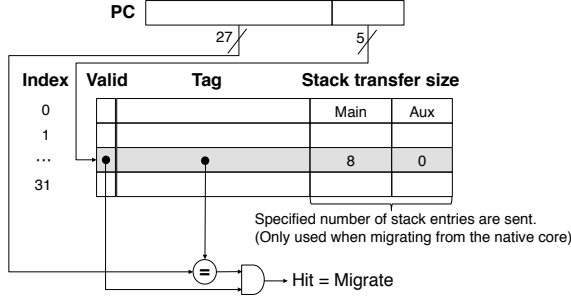 PC
27
5
Index Valid Tag Stack transfer size
0 Main Aux
1
... 8 0
31
Specified number of stack entries are sent.
(Only used when migrating from the native core)
= Hit = Migrate